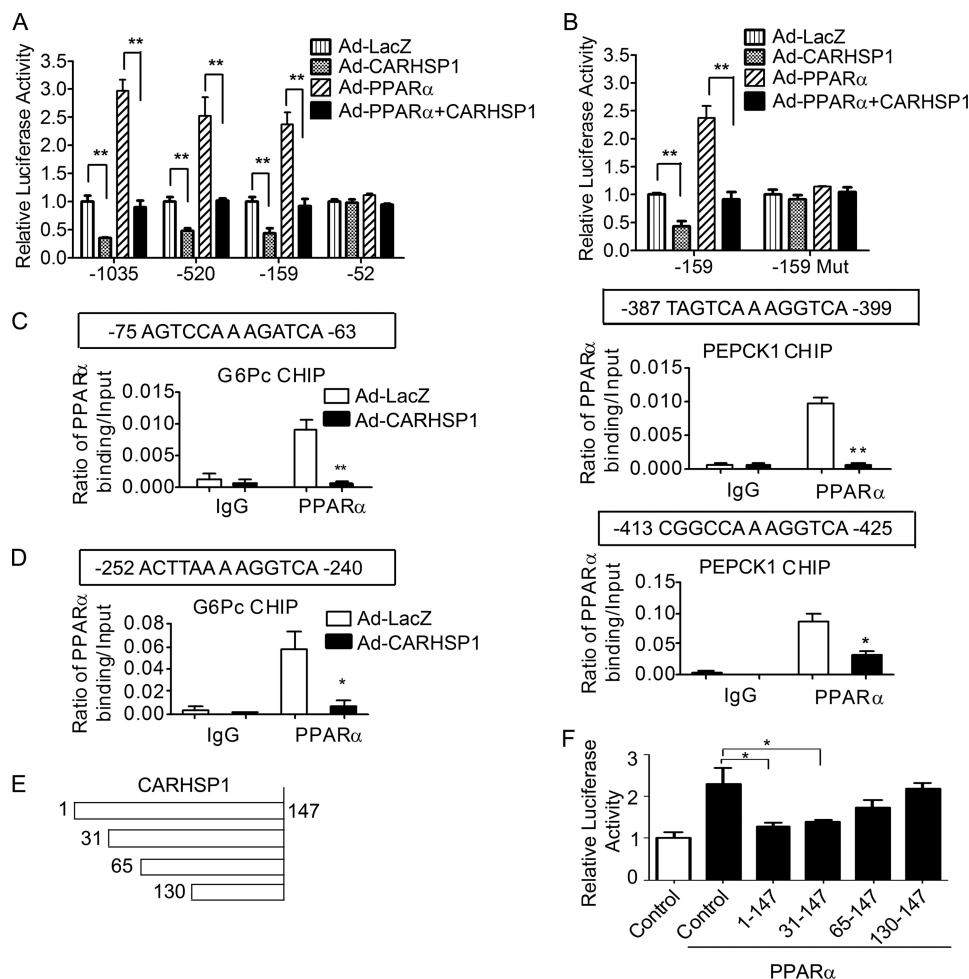 A
Relative Luciferase Activity
3.5
3.0
2.5
2.0
1.5
1.0
0.5
0.0
** ** ** ** ** **
-1035 -520 -159 -52
Ad-LacZ
Ad-CARHSP1
Ad-PPARα
Ad-PPARα+CARHSP1
B
Relative Luciferase Activity
3.5
3.0
2.5
2.0
1.5
1.0
0.5
0.0
** **
-159 -159 Mut
Ad-LacZ
Ad-CARHSP1
Ad-PPARα
Ad-PPARα+CARHSP1
C
-75 AGTCCA A AGATCA -63
G6Pc CHIP
Ratio of PPARα
binding/Input
0.015
0.010
0.005
0.000
Ad-LacZ
Ad-CARHSP1
**
IgG PPARα
-387 TAGTCA A AGGTCA -399
PEPCK1 CHIP
Ratio of PPARα
binding/Input
0.015
0.010
0.005
0.000
**
IgG PPARα
D
-252 ACTTAA A AGGTCA -240
G6Pc CHIP
Ratio of PPARα
binding/Input
0.08
0.06
0.04
0.02
0.00
Ad-LacZ
Ad-CARHSP1
*
IgG PPARα
-413 CGGCCA A AGGTCA -425
PEPCK1 CHIP
Ratio of PPARα
binding/Input
0.15
0.10
0.05
0.00
*
IgG PPARα
E
CARHSP1
1 147
31
65
130
F
Relative Luciferase
Activity
3
2
1
0
* *
Control Control 1-147 31-147 65-147 130-147
PPARα